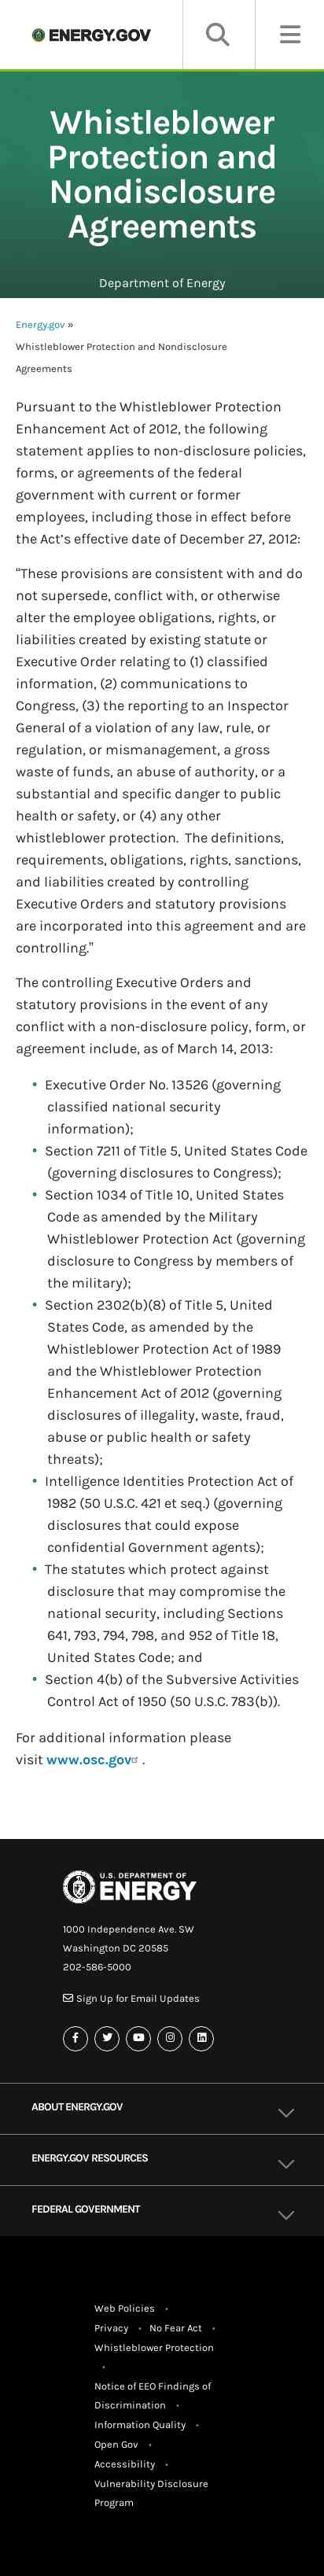 ENERGY.GOV
Whistleblower
Protection and
Nondisclosure
Agreements
Department of Energy
Energy.gov »
Whistleblower Protection and Nondisclosure
Agreements
Pursuant to the Whistleblower Protection
Enhancement Act of 2012, the following
statement applies to non-disclosure policies,
forms, or agreements of the federal
government with current or former
employees, including those in effect before
the Act’s effective date of December 27, 2012:
“These provisions are consistent with and do
not supersede, conflict with, or otherwise
alter the employee obligations, rights, or
liabilities created by existing statute or
Executive Order relating to (1) classified
information, (2) communications to
Congress, (3) the reporting to an Inspector
General of a violation of any law, rule, or
regulation, or mismanagement, a gross
waste of funds, an abuse of authority, or a
substantial and specific danger to public
health or safety, or (4) any other
whistleblower protection.  The definitions,
requirements, obligations, rights, sanctions,
and liabilities created by controlling
Executive Orders and statutory provisions
are incorporated into this agreement and are
controlling.”
The controlling Executive Orders and
statutory provisions in the event of any
conflict with a non-disclosure policy, form, or
agreement include, as of March 14, 2013:
• Executive Order No. 13526 (governing
classified national security
information);
• Section 7211 of Title 5, United States Code
(governing disclosures to Congress);
• Section 1034 of Title 10, United States
Code as amended by the Military
Whistleblower Protection Act (governing
disclosure to Congress by members of
the military);
• Section 2302(b)(8) of Title 5, United
States Code, as amended by the
Whistleblower Protection Act of 1989
and the Whistleblower Protection
Enhancement Act of 2012 (governing
disclosures of illegality, waste, fraud,
abuse or public health or safety
threats);
• Intelligence Identities Protection Act of
1982 (50 U.S.C. 421 et seq.) (governing
disclosures that could expose
confidential Government agents);
• The statutes which protect against
disclosure that may compromise the
national security, including Sections
641, 793, 794, 798, and 952 of Title 18,
United States Code; and
• Section 4(b) of the Subversive Activities
Control Act of 1950 (50 U.S.C. 783(b)).
For additional information please
visit www.osc.gov .
U.S. DEPARTMENT OF
ENERGY
1000 Independence Ave. SW
Washington DC 20585
202-586-5000
Sign Up for Email Updates
ABOUT ENERGY.GOV
ENERGY.GOV RESOURCES
FEDERAL GOVERNMENT
Web Policies •
Privacy • No Fear Act •
Whistleblower Protection
•
Notice of EEO Findings of
Discrimination •
Information Quality •
Open Gov •
Accessibility •
Vulnerability Disclosure
Program